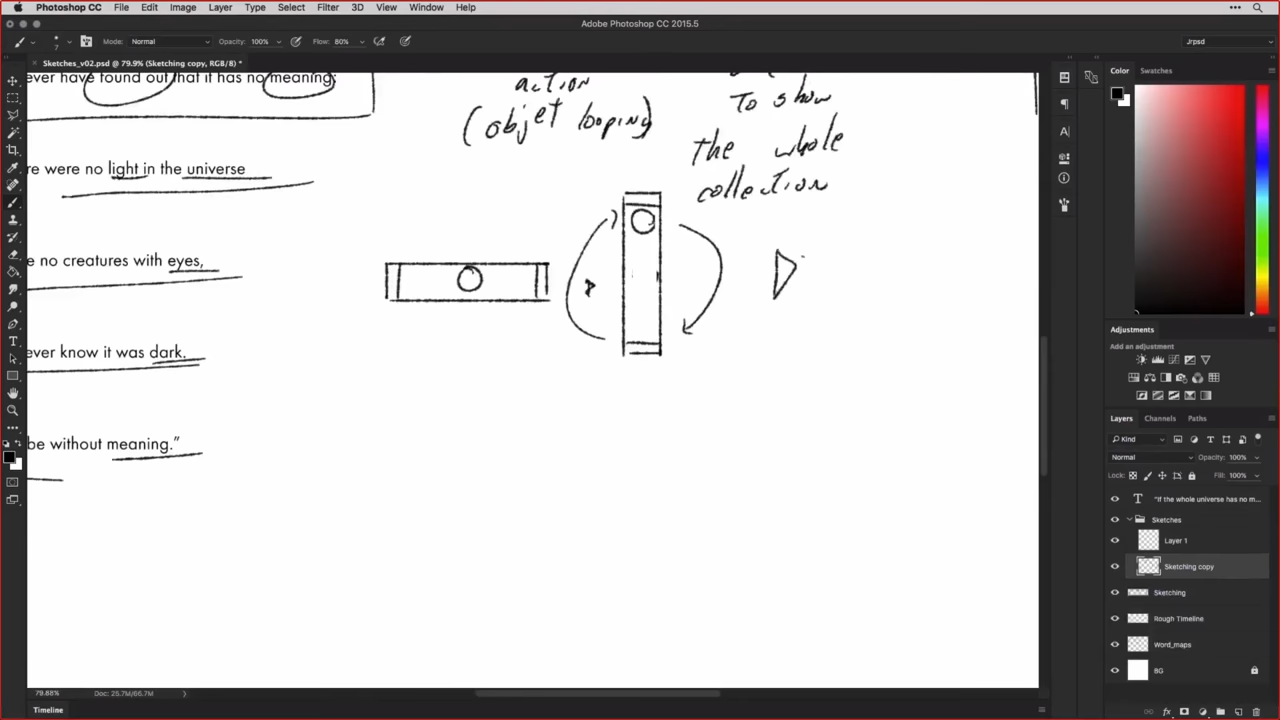 Photoshop CC File Edit Image Layer Type Select Filter 3D View Window Help
Adobe Photoshop CC 2015.5
7 Mode: Normal Opacity: 100% Flow: 80% Jrpsd
Sketches_v02.psd @ 79.9% (Sketching copy, RGB/8) *
ever have found out that it has no meaning;
re were no light in the universe
e no creatures with eyes,
ever know it was dark.
be without meaning.”
action
(objet looping)
To show
the whole
collection
79.88% Doc: 25.7M/66.7M
Timeline
Color Swatches
Adjustments
Add an adjustment
Layers Channels Paths
Kind
Normal Opacity: 100%
Lock: Fill: 100%
"If the whole universe has no m...
Sketches
Layer 1
Sketching copy
Sketching
Rough Timeline
Word_maps
BG